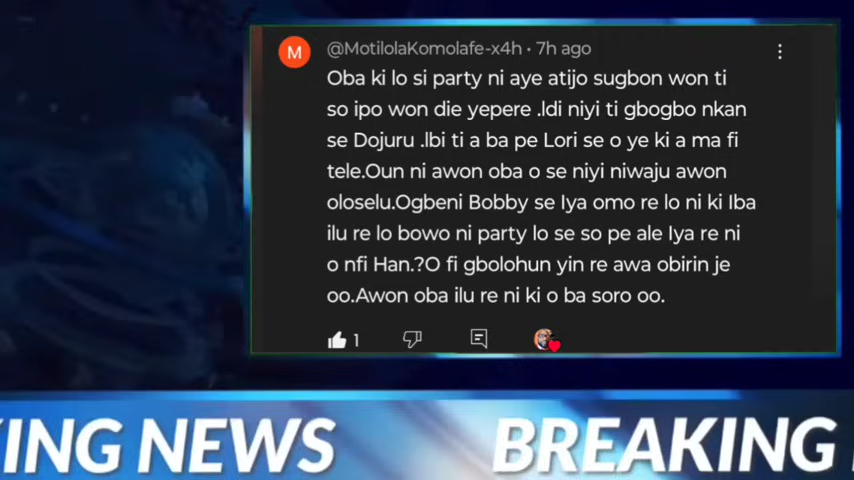 M
@MotilolaKomolafe-x4h • 7h ago
Oba ki lo si party ni aye atijo sugbon won ti
so ipo won die yepere .Idi niyi ti gbogbo nkan
se Dojuru .Ibi ti a ba pe Lori se o ye ki a ma fi
tele.Oun ni awon oba o se niyi niwaju awon
oloselu.Ogbeni Bobby se Iya omo re lo ni ki Iba
ilu re lo bowo ni party lo se so pe ale Iya re ni
o nfi Han.?O fi gbolohun yin re awa obirin je
oo.Awon oba ilu re ni ki o ba soro oo.
1
KING NEWS BREAKING